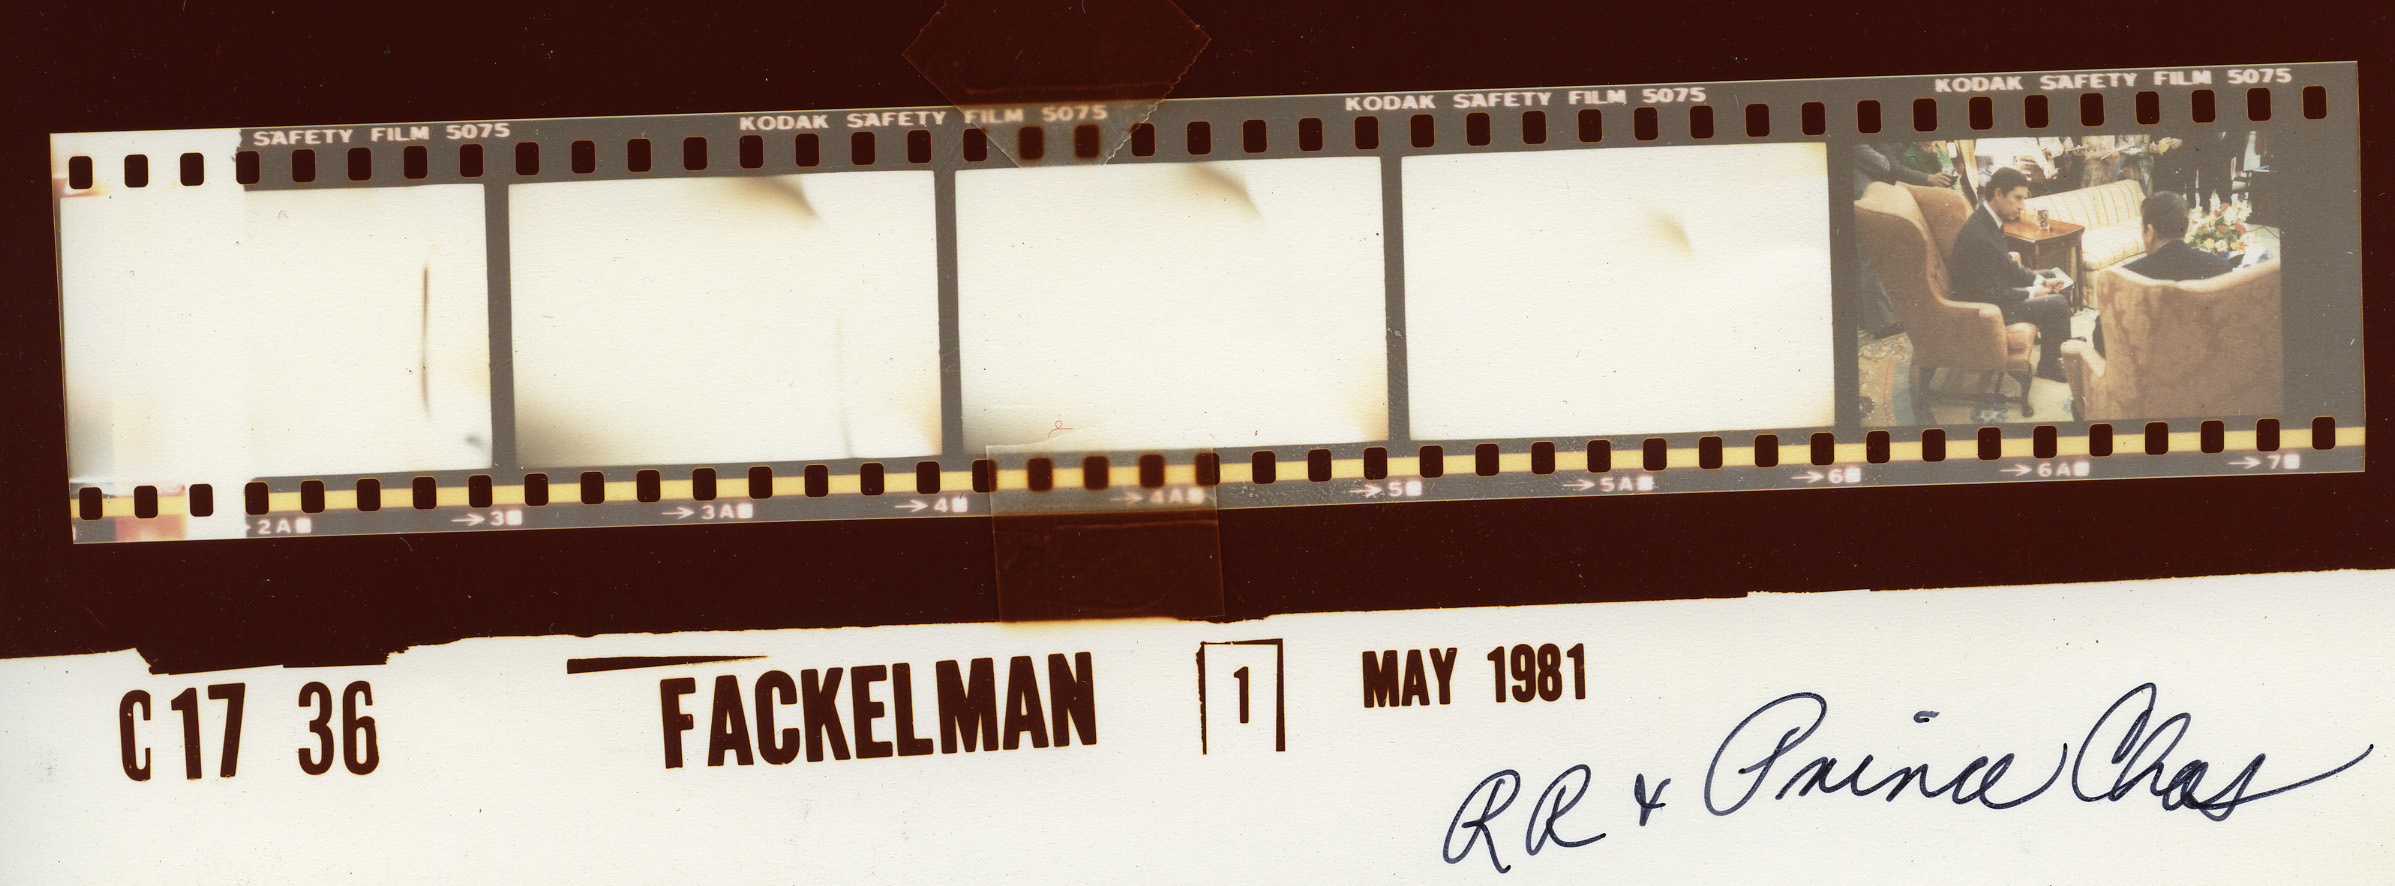 SAFETY FILM 5075
KODAK SAFETY FILM 5075
KODAK SAFETY FILM 5075
KODAK SAFETY FILM 5075
→2A
→3
→3A
→4
→4A
→5
→5A
→6
→6A
→7
C17 36
FACKELMAN
1
MAY 1981
RR & Prince Chas